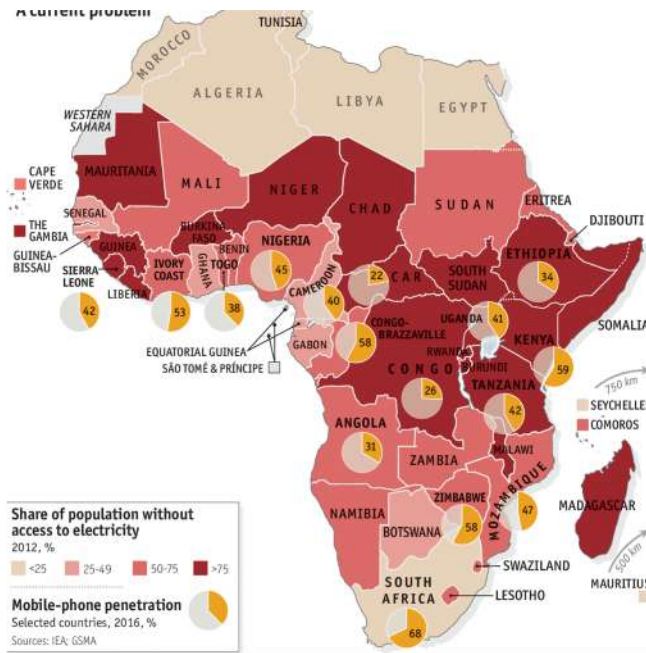 A current problem
TUNISIA
MOROCCO
ALGERIA
LIBYA
EGYPT
WESTERN
SAHARA
MAURITANIA
MALI
NIGER
CHAD
SUDAN
ERITREA
CAPE
VERDE
SENEGAL
THE
GAMBIA
GUINEA-
BISSAU
GUINEA
SIERRA
LEONE
42
LIBERIA
IVORY
COAST
53
BURKINA
FASO
GHANA
TOGO
38
BENIN
NIGERIA
45
CAMEROON
40
22
CAR
SOUTH
SUDAN
ETHIOPIA
34
DJIBOUTI
SOMALIA
EQUATORIAL GUINEA
SÃO TOMÉ & PRÍNCIPE
GABON
58
CONGO-
BRAZZAVILLE
CONGO
26
UGANDA
41
RWANDA
BURUNDI
KENYA
59
TANZANIA
42
750 km
SEYCHELLES
COMOROS
ANGOLA
31
ZAMBIA
MALAWI
MOZAMBIQUE
47
ZIMBABWE
58
NAMIBIA
BOTSWANA
MADAGASCAR
500 km
MAURITIUS
SWAZILAND
LESOTHO
SOUTH
AFRICA
68
Share of population without
access to electricity
2012, %
<25 25-49 50-75 >75
Mobile-phone penetration
Selected countries, 2016, %
Sources: IEA; GSMA